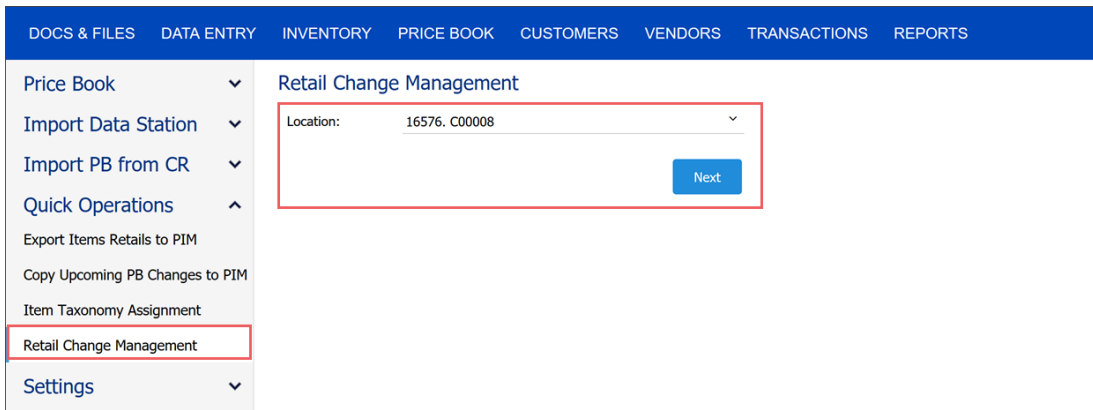 DOCS & FILES DATA ENTRY INVENTORY PRICE BOOK CUSTOMERS VENDORS TRANSACTIONS REPORTS
Price Book
Import Data Station
Import PB from CR
Quick Operations
Export Items Retails to PIM
Copy Upcoming PB Changes to PIM
Item Taxonomy Assignment
Retail Change Management
Settings
Retail Change Management
Location: 16576. C00008
Next